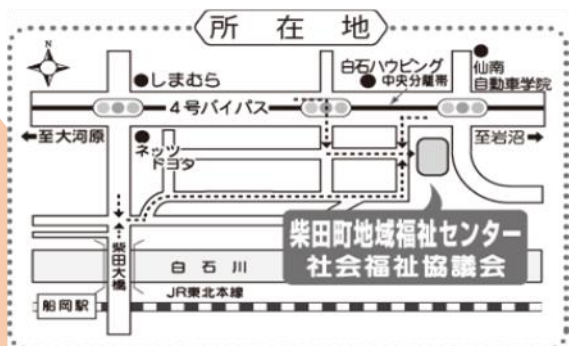 所在地
N
しまむら
白石ハウピング
中央分離帯
仙南
自動車学院
4号バイパス
←至大河原
至岩沼→
ネッツ
トヨタ
柴田町地域福祉センター
社会福祉協議会
柴田大橋
白石川
JR東北本線
船岡駅